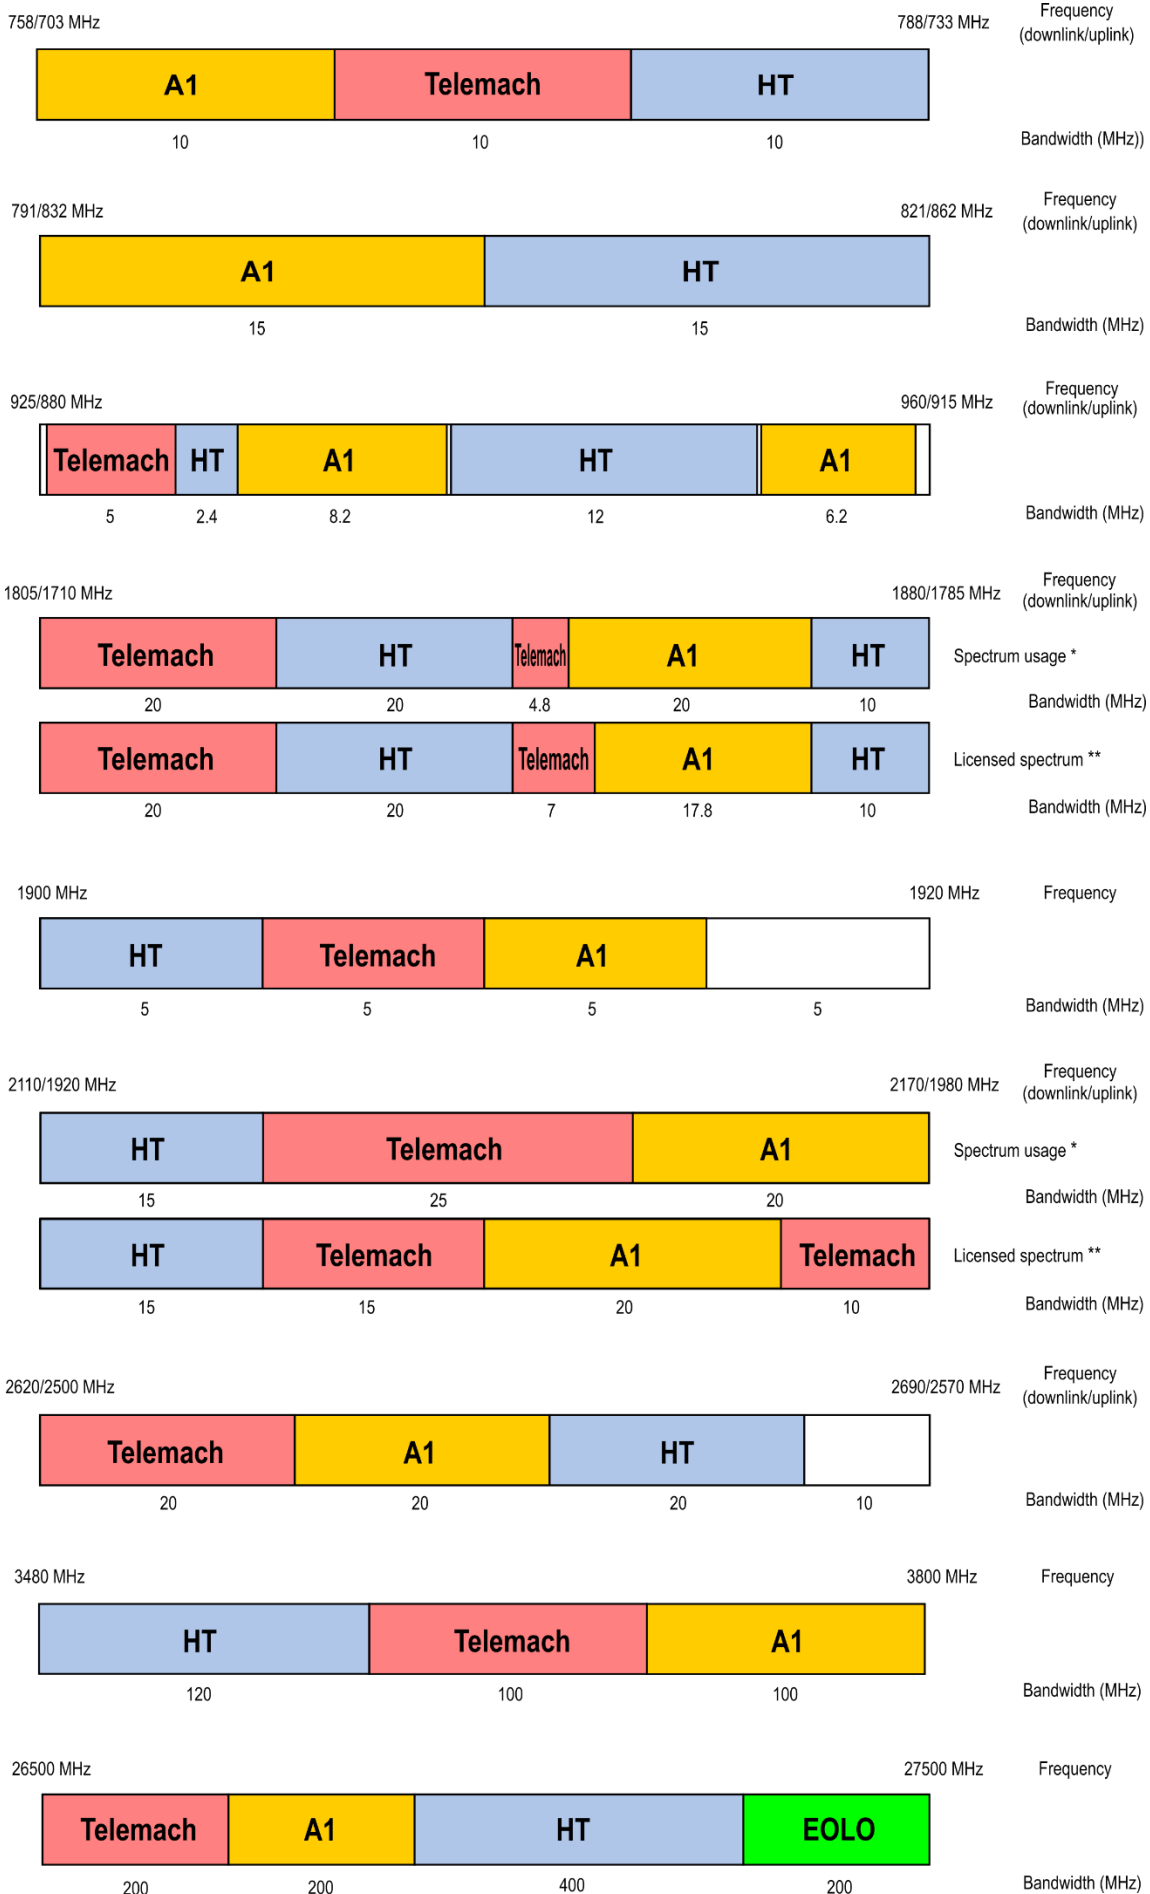 758/703 MHz 788/733 MHz Frequency
(downlink/uplink)
A1 Telemach HT
10 10 10 Bandwidth (MHz))
791/832 MHz 821/862 MHz Frequency
(downlink/uplink)
A1 HT
15 15 Bandwidth (MHz)
925/880 MHz 960/915 MHz Frequency
(downlink/uplink)
Telemach HT A1 HT A1
5 2.4 8.2 12 6.2 Bandwidth (MHz)
1805/1710 MHz 1880/1785 MHz Frequency
(downlink/uplink)
Telemach HT Telemach A1 HT Spectrum usage *
20 20 4.8 20 10 Bandwidth (MHz)
Telemach HT Telemach A1 HT Licensed spectrum **
20 20 7 17.8 10 Bandwidth (MHz)
1900 MHz 1920 MHz Frequency
HT Telemach A1
5 5 5 5 Bandwidth (MHz)
2110/1920 MHz 2170/1980 MHz Frequency
(downlink/uplink)
HT Telemach A1 Spectrum usage *
15 25 20 Bandwidth (MHz)
HT Telemach A1 Telemach Licensed spectrum **
15 15 20 10 Bandwidth (MHz)
2620/2500 MHz 2690/2570 MHz Frequency
(downlink/uplink)
Telemach A1 HT
20 20 20 10 Bandwidth (MHz)
3480 MHz 3800 MHz Frequency
HT Telemach A1
120 100 100 Bandwidth (MHz)
26500 MHz 27500 MHz Frequency
Telemach A1 HT EOLO
200 200 400 200 Bandwidth (MHz)